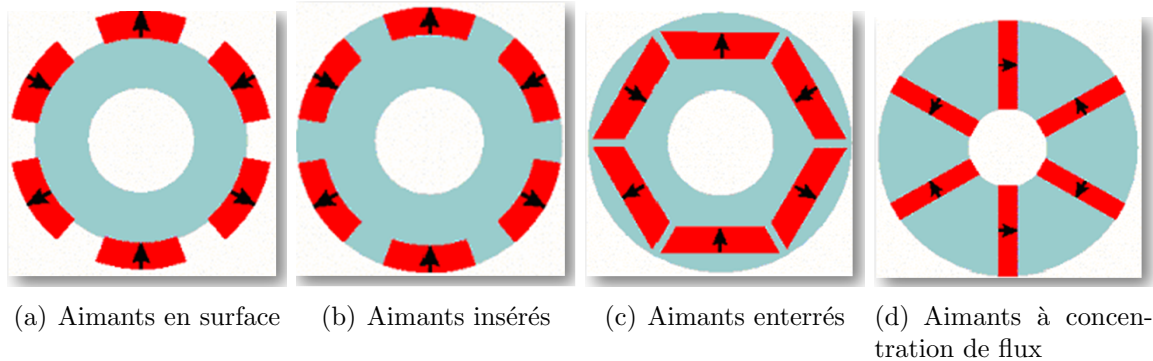 (a) Aimants en surface
(b) Aimants insérés
(c) Aimants enterrés
(d) Aimants à concen-
tration de flux